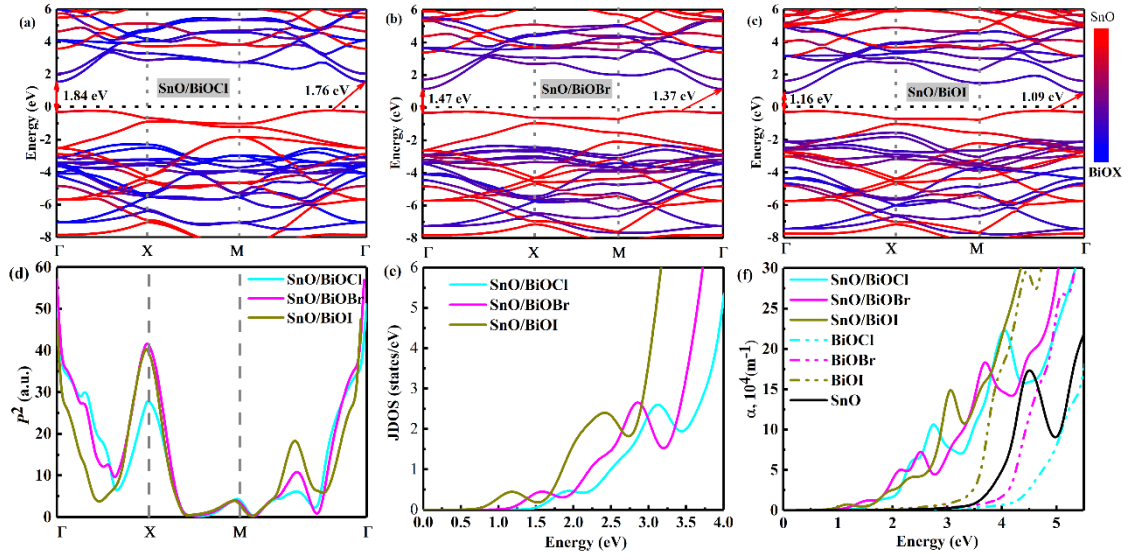 (a)
6
4
2
0
-2
-4
-6
-8
Energy (eV)
SnO/BiOCl
1.84 eV
1.76 eV
Γ X M Γ
(b)
6
4
2
0
-2
-4
-6
-8
Energy (eV)
SnO/BiOBr
1.47 eV
1.37 eV
Γ X M Γ
(c)
6
4
2
0
-2
-4
-6
-8
Energy (eV)
SnO/BiOI
1.16 eV
1.09 eV
Γ X M Γ
SnO
BiOX
(d)
60
50
40
30
20
10
0
P² (a.u.)
SnO/BiOCl
SnO/BiOBr
SnO/BiOI
Γ X M Γ
(e)
6
5
4
3
2
1
0
JDOS (states/eV)
SnO/BiOCl
SnO/BiOBr
SnO/BiOI
0.0 0.5 1.0 1.5 2.0 2.5 3.0 3.5 4.0
Energy (eV)
(f)
30
25
20
15
10
5
0
α, 10⁴(m⁻¹)
SnO/BiOCl
SnO/BiOBr
SnO/BiOI
BiOCl
BiOBr
BiOI
SnO
0 1 2 3 4 5
Energy (eV)